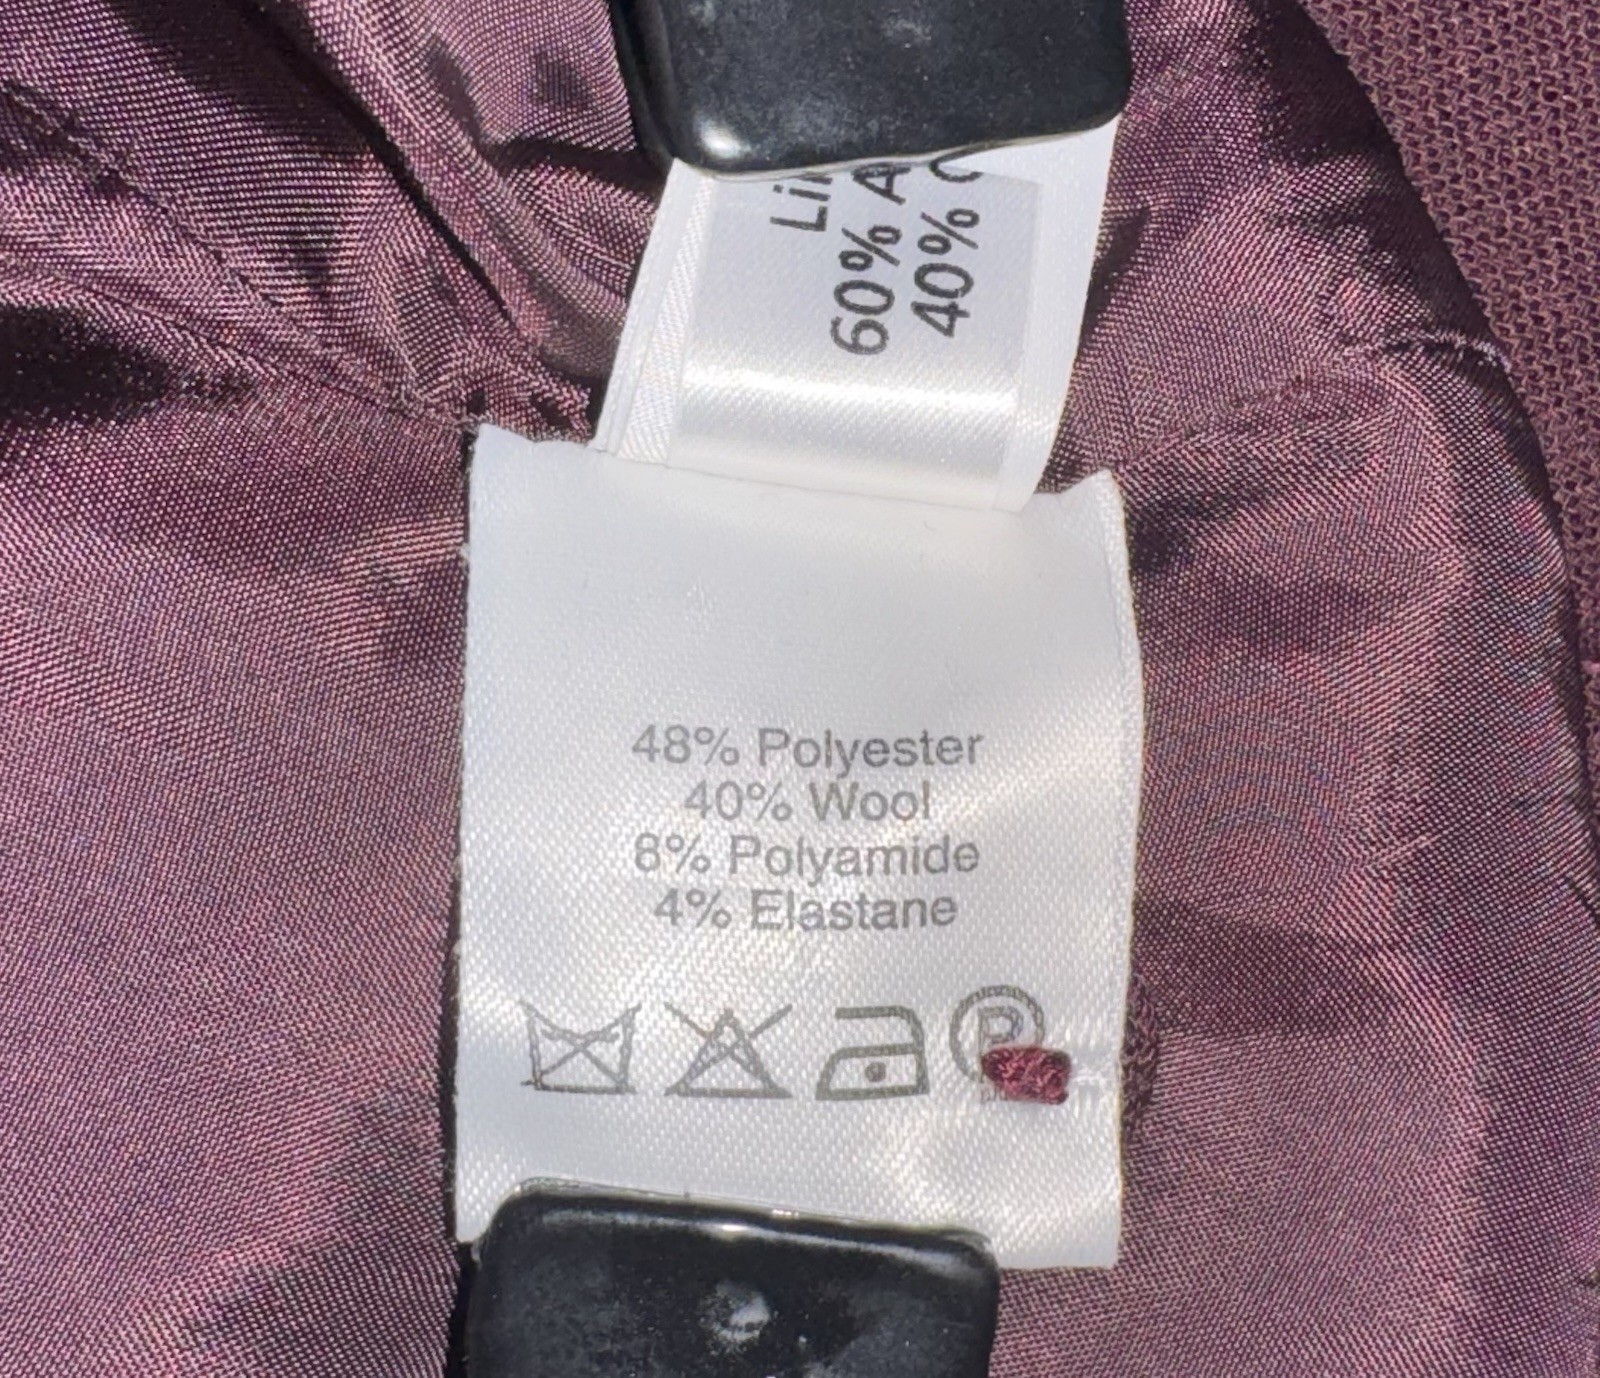 60%
40%
48% Polyester
40% Wool
8% Polyamide
4% Elastane
P